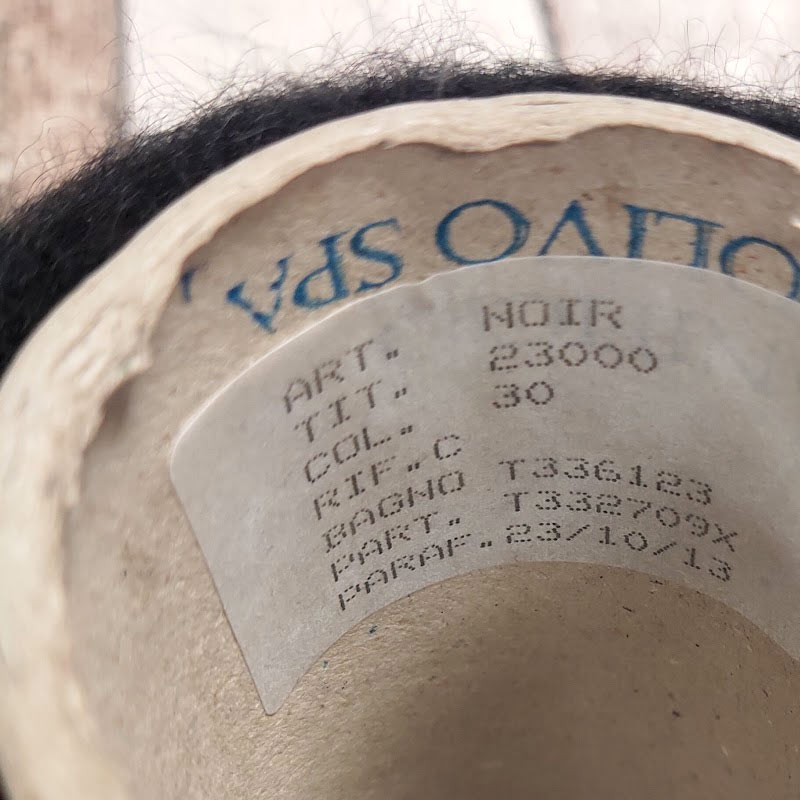 OLIVO SPA
ART. NOIR
TIT. 23000
COL. 30
RIF.C
BAGNO T336123
PART. T332709X
PARAF. 23/10/13